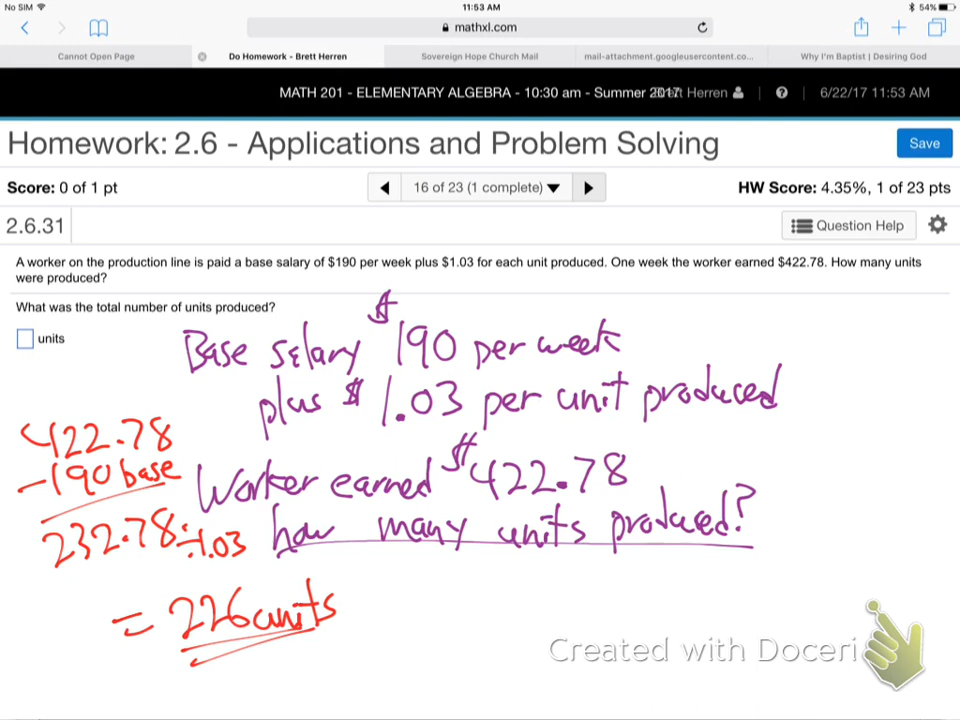 No SIM 11:53 AM 54%
mathxl.com
Cannot Open Page Do Homework - Brett Herren Sovereign Hope Church Mail mail-attachment.googleusercontent.co... Why I'm Baptist | Desiring God
MATH 201 - ELEMENTARY ALGEBRA - 10:30 am - Summer 2017 Brett Herren 6/22/17 11:53 AM
Homework: 2.6 - Applications and Problem Solving Save
Score: 0 of 1 pt 16 of 23 (1 complete) HW Score: 4.35%, 1 of 23 pts
2.6.31 Question Help
A worker on the production line is paid a base salary of $190 per week plus $1.03 for each unit produced. One week the worker earned $422.78. How many units
were produced?
What was the total number of units produced?
units
Base salary $190 per week
plus $1.03 per unit produced
Worker earned $422.78
how many units produced?
422.78
-190 base
232.78÷1.03
= 226 units
Created with Doceri